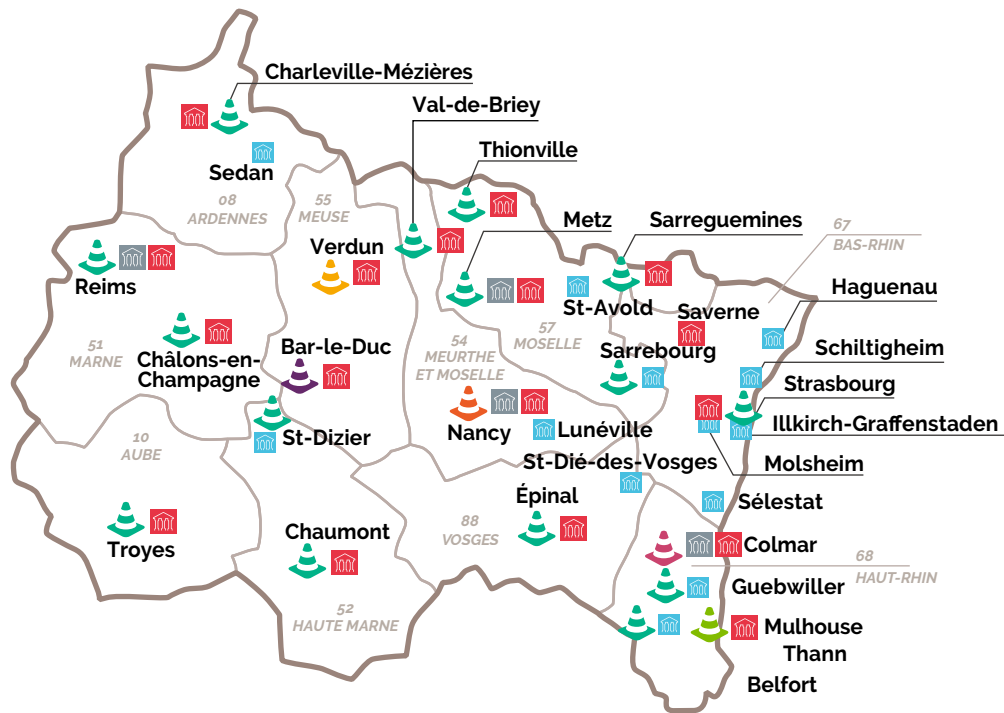 Charleville-Mézières
Val-de-Briey
Thionville
Sedan
08
ARDENNES
55
MEUSE
Metz
Sarreguemines
67
BAS-RHIN
Verdun
Reims
Haguenau
St-Avold
Saverne
51
MARNE
Châlons-en-
Champagne
Bar-le-Duc
54
MEURTHE
ET MOSELLE
57
MOSELLE
Sarrebourg
Schiltigheim
Strasbourg
Illkirch-Graffenstaden
Molsheim
10
AUBE
St-Dizier
Nancy
Lunéville
St-Dié-des-Vosges
Sélestat
Troyes
Chaumont
88
VOSGES
Épinal
Colmar
68
HAUT-RHIN
Guebwiller
52
HAUTE MARNE
Mulhouse
Thann
Belfort